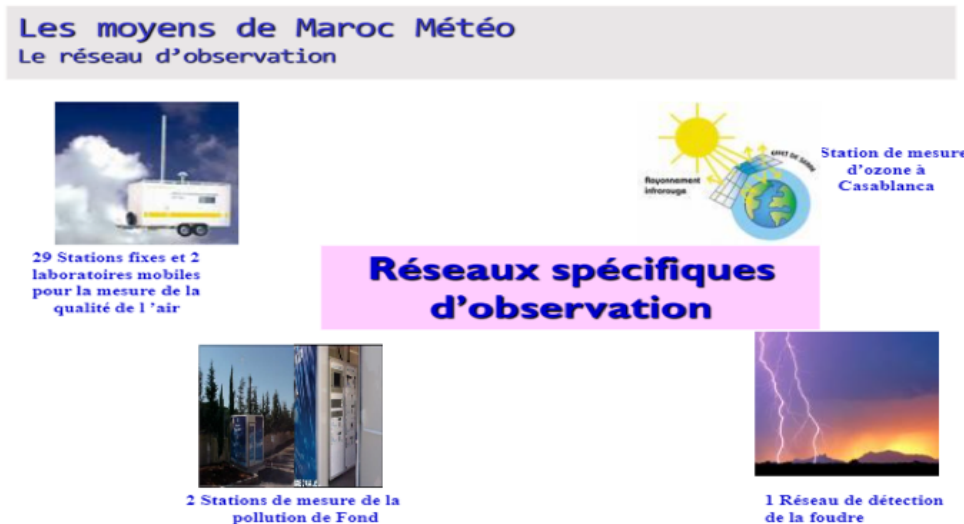 Les moyens de Maroc Météo
Le réseau d'observation
Rayonnement
infrarouge
EFFET DE SERRE
Station de mesure
d'ozone à
Casablanca
29 Stations fixes et 2
laboratoires mobiles
pour la mesure de la
qualité de l 'air
Réseaux spécifiques
d'observation
2 Stations de mesure de la
pollution de Fond
1 Réseau de détection
de la foudre